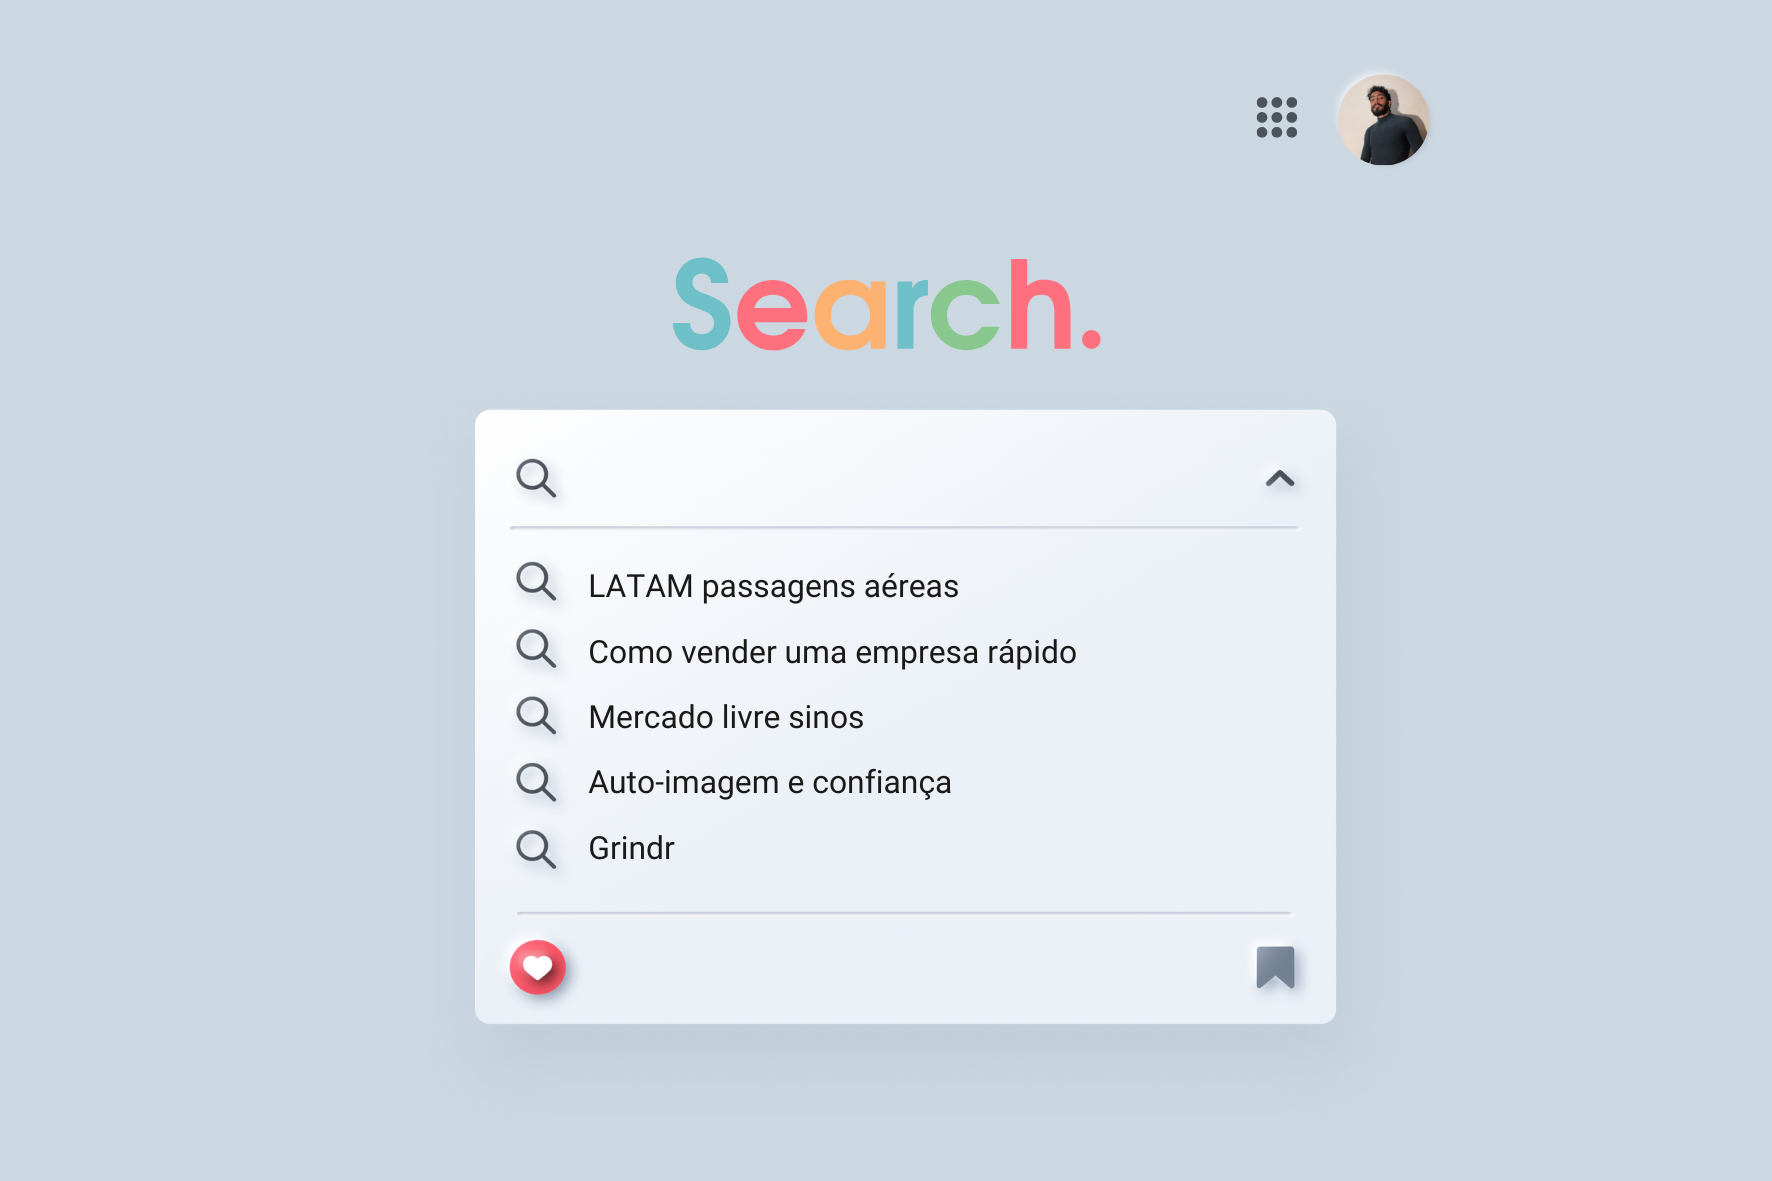 Search.
LATAM passagens aéreas
Como vender uma empresa rápido
Mercado livre sinos
Auto-imagem e confiança
Grindr